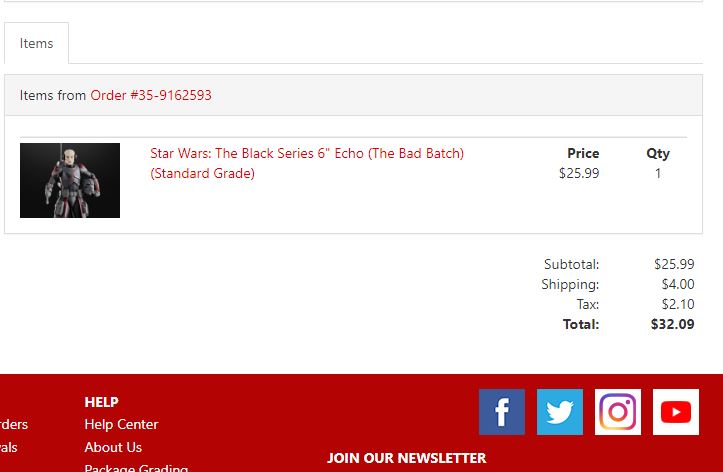 Items
Items from Order #35-9162593
Star Wars: The Black Series 6" Echo (The Bad Batch)
(Standard Grade)
Price
$25.99
Qty
1
Subtotal: $25.99
Shipping: $4.00
Tax: $2.10
Total: $32.09
HELP
Help Center
About Us
Package Grading
JOIN OUR NEWSLETTER